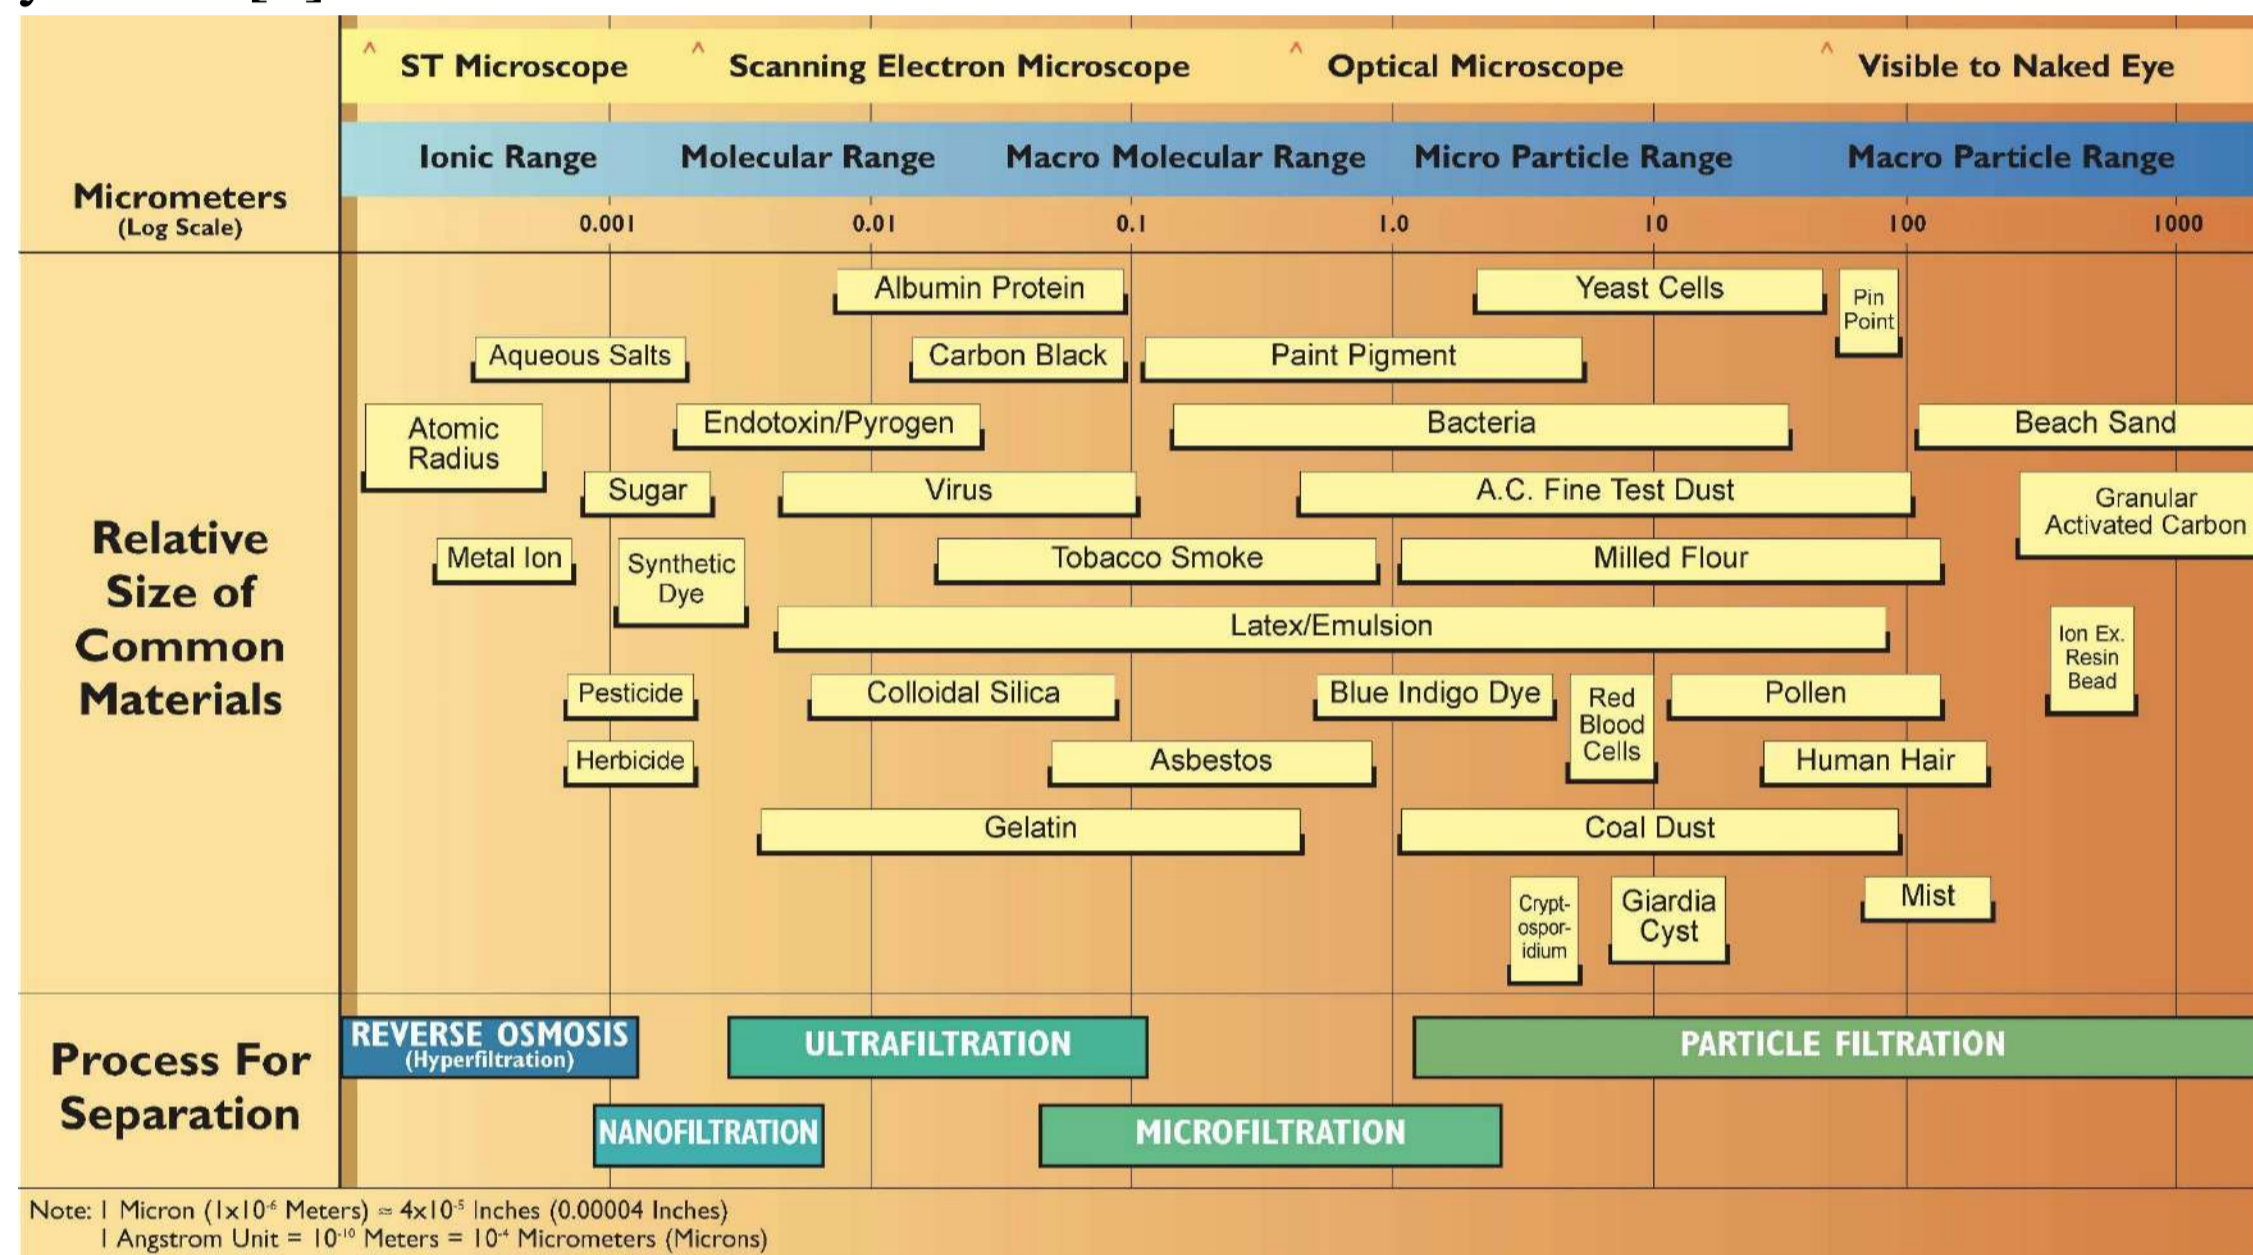 ^ ST Microscope ^ Scanning Electron Microscope ^ Optical Microscope ^ Visible to Naked Eye
Ionic Range Molecular Range Macro Molecular Range Micro Particle Range Macro Particle Range
Micrometers
(Log Scale)
0.001 0.01 0.1 1.0 10 100 1000
Relative
Size of
Common
Materials
Albumin Protein
Yeast Cells
Pin
Point
Aqueous Salts
Carbon Black
Paint Pigment
Atomic
Radius
Endotoxin/Pyrogen
Bacteria
Beach Sand
Sugar
Virus
A.C. Fine Test Dust
Granular
Activated Carbon
Metal Ion
Synthetic
Dye
Tobacco Smoke
Milled Flour
Latex/Emulsion
Ion Ex.
Resin
Bead
Pesticide
Colloidal Silica
Blue Indigo Dye
Red
Blood
Cells
Pollen
Herbicide
Asbestos
Human Hair
Gelatin
Coal Dust
Crypt-
ospor-
idium
Giardia
Cyst
Mist
Process For
Separation
REVERSE OSMOSIS
(Hyperfiltration)
ULTRAFILTRATION
PARTICLE FILTRATION
NANOFILTRATION
MICROFILTRATION
Note: 1 Micron (1x10⁻⁶ Meters) ≈ 4x10⁻⁵ Inches (0.00004 Inches)
1 Angstrom Unit = 10⁻¹⁰ Meters = 10⁻⁴ Micrometers (Microns)